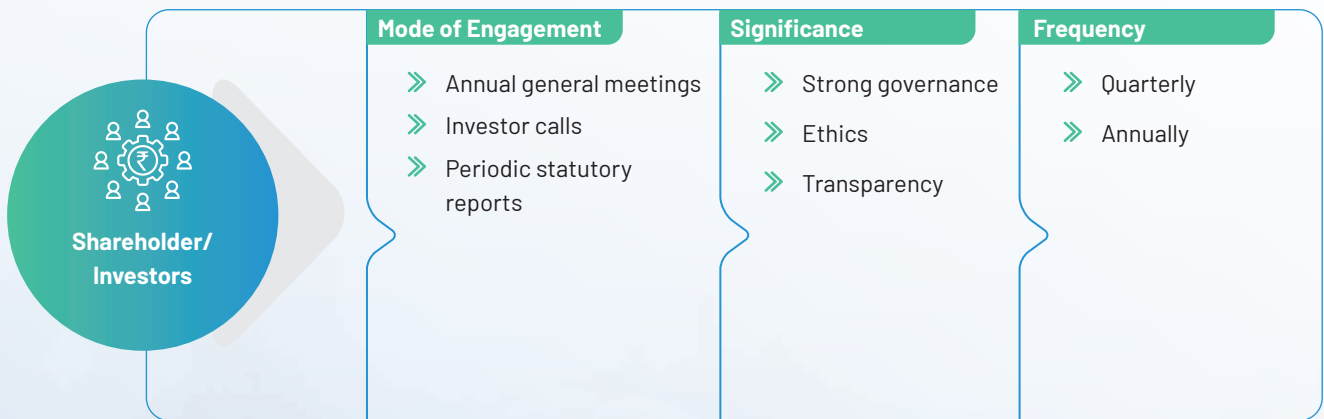 Shareholder/
Investors
Mode of Engagement
Annual general meetings
Investor calls
Periodic statutory
reports
Significance
Strong governance
Ethics
Transparency
Frequency
Quarterly
Annually
₹